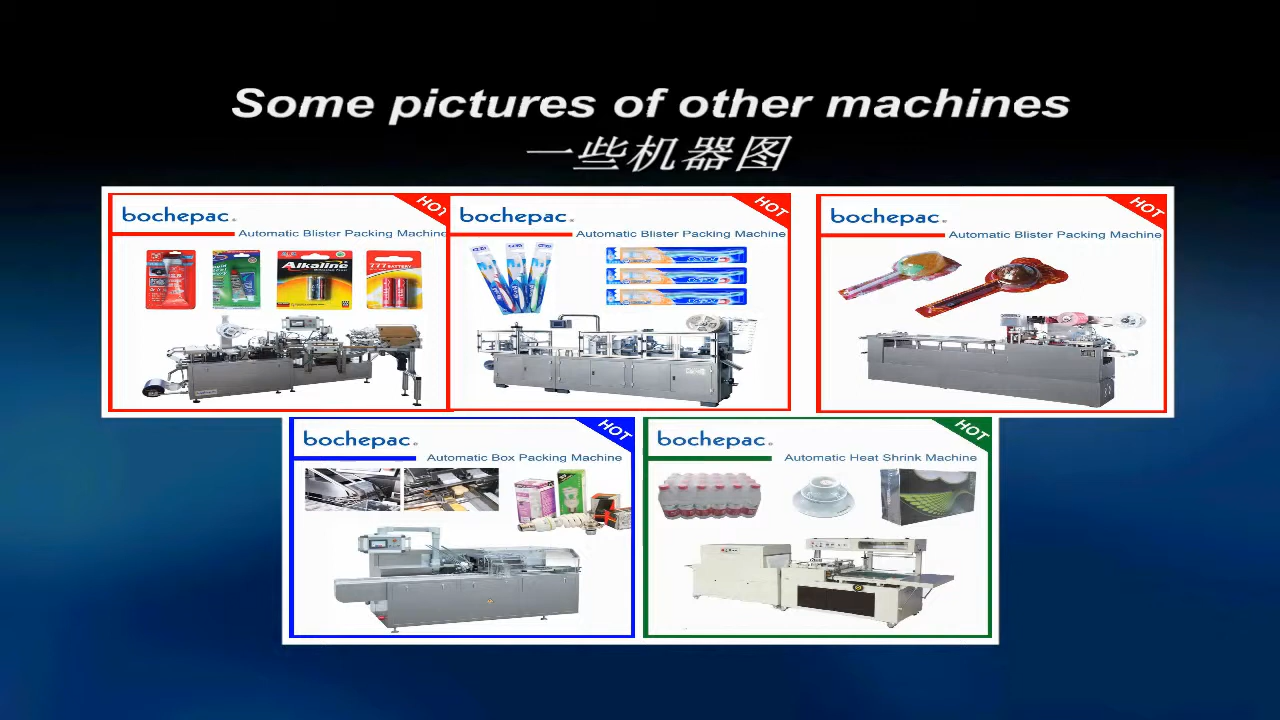 Some pictures of other machines
一些机器图
bochepac
HOT
Automatic Blister Packing Machine
Alkaline
777 BATTERY
bochepac
HOT
Automatic Blister Packing Machine
bochepac
HOT
Automatic Blister Packing Machine
bochepac
HOT
Automatic Box Packing Machine
bochepac
HOT
Automatic Heat Shrink Machine